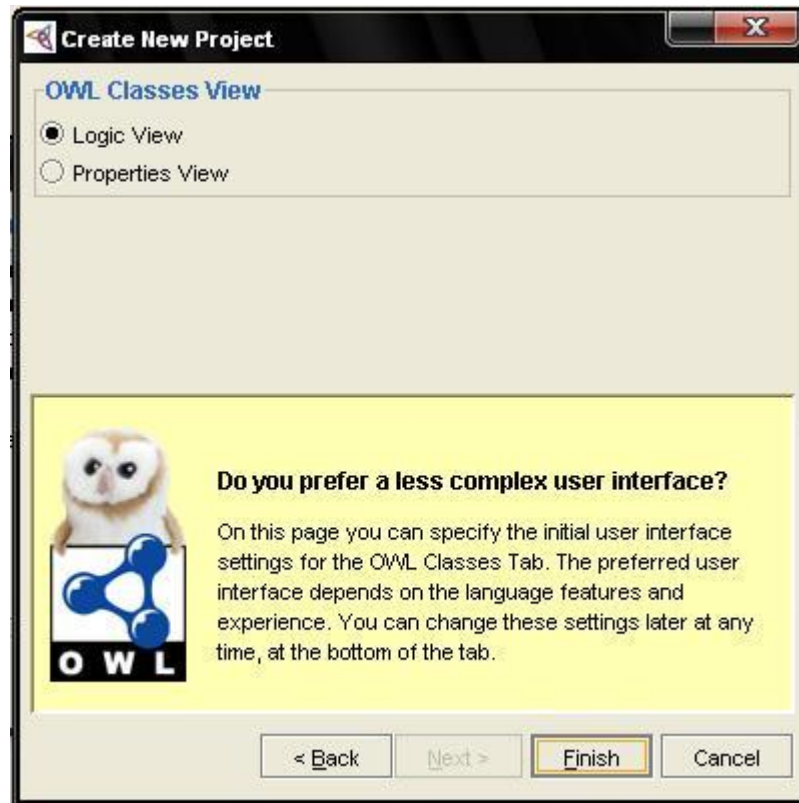 Create New Project
OWL Classes View
Logic View
Properties View
Do you prefer a less complex user interface?
On this page you can specify the initial user interface
settings for the OWL Classes Tab. The preferred user
interface depends on the language features and
experience. You can change these settings later at any
time, at the bottom of the tab.
OWL
< Back
Next >
Finish
Cancel